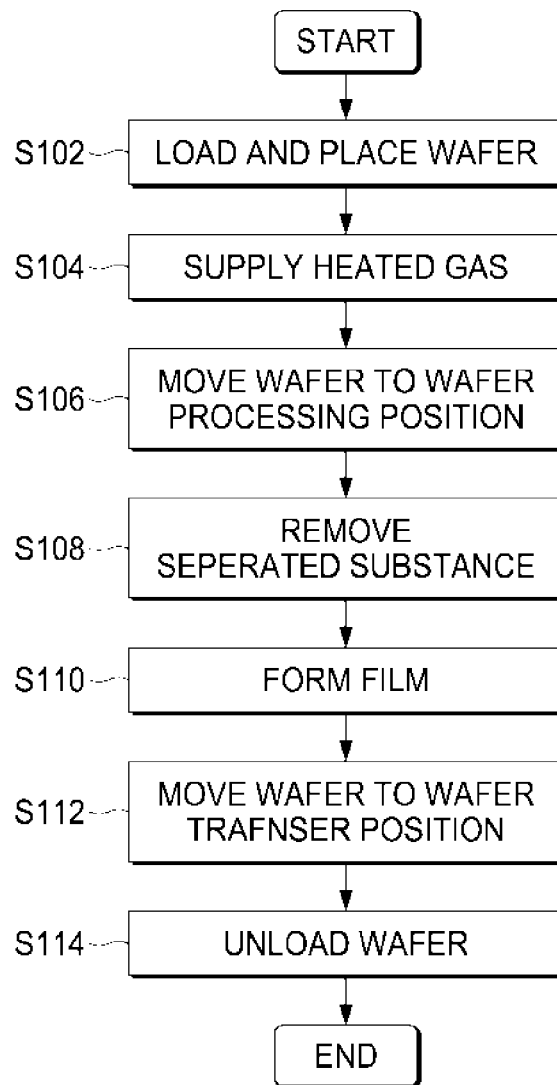 START
S102 LOAD AND PLACE WAFER
S104 SUPPLY HEATED GAS
S106 MOVE WAFER TO WAFER
PROCESSING POSITION
S108 REMOVE
SEPERATED SUBSTANCE
S110 FORM FILM
S112 MOVE WAFER TO WAFER
TRAFNSER POSITION
S114 UNLOAD WAFER
END